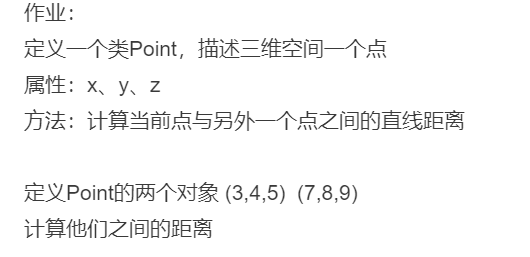 作业：
定义一个类Point，描述三维空间一个点
属性：x、y、z
方法：计算当前点与另外一个点之间的直线距离
定义Point的两个对象 (3,4,5)  (7,8,9)
计算他们之间的距离